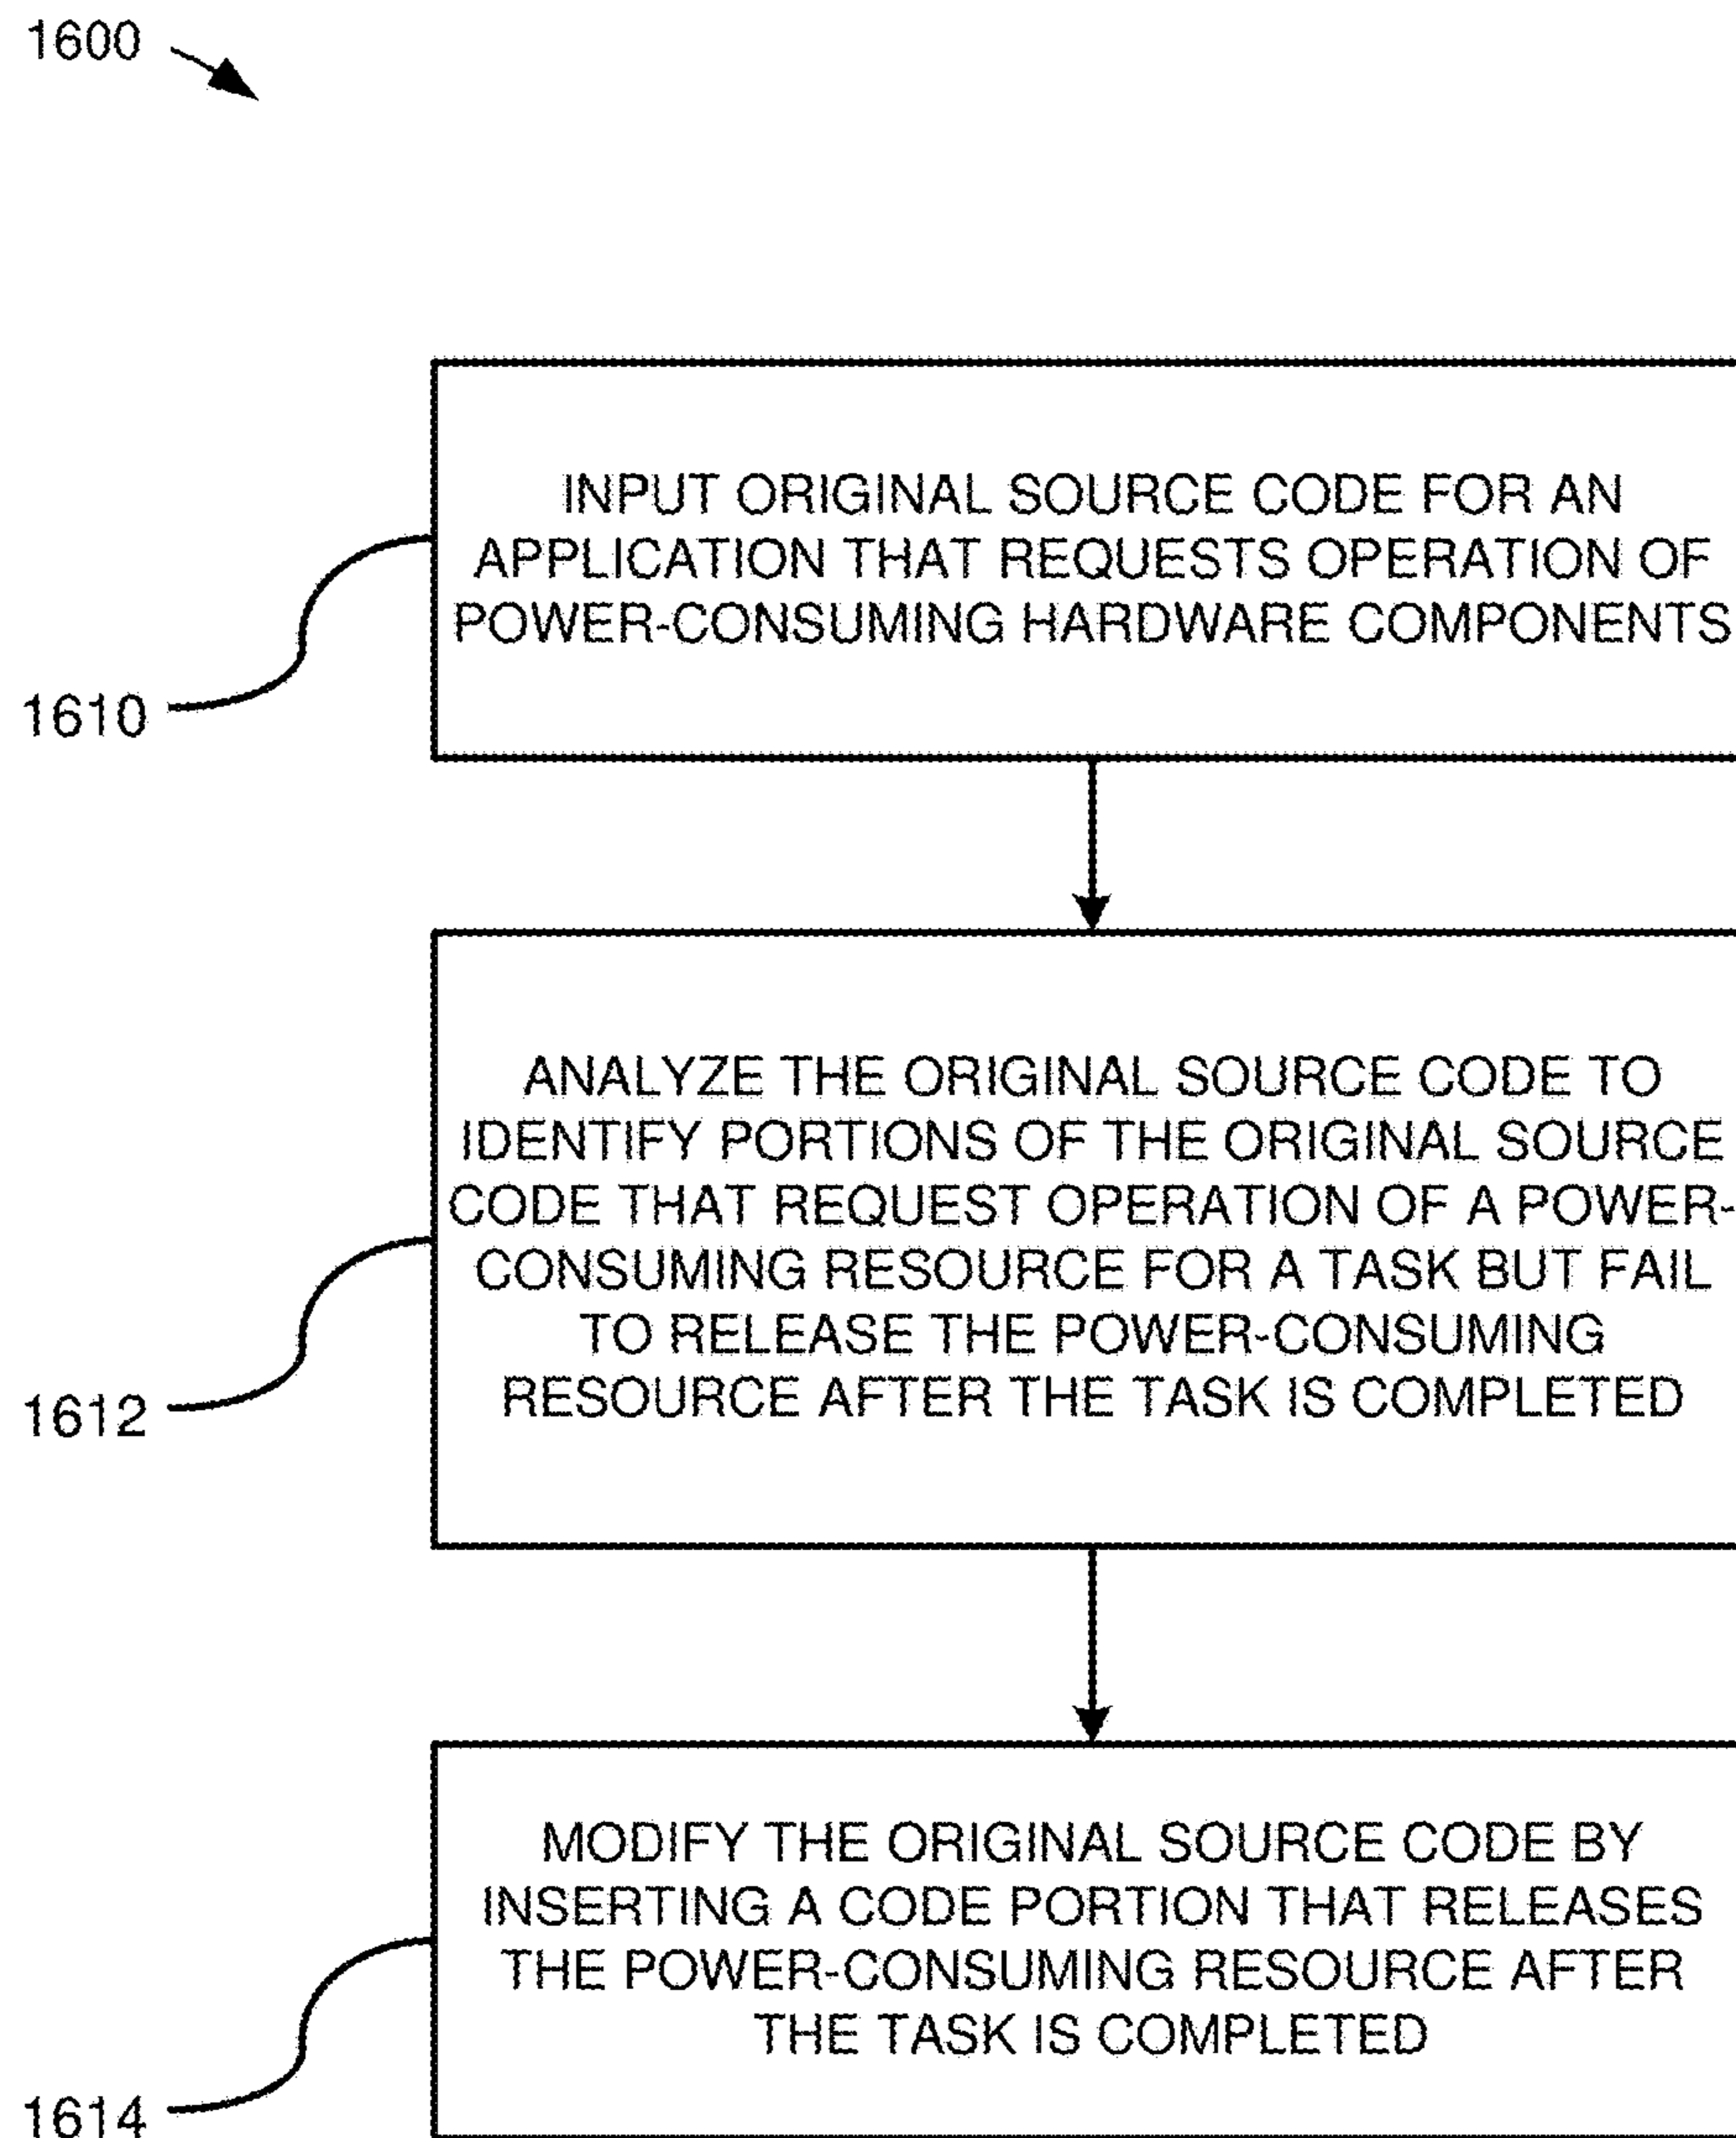 1600
INPUT ORIGINAL SOURCE CODE FOR AN
APPLICATION THAT REQUESTS OPERATION OF
POWER-CONSUMING HARDWARE COMPONENTS
1610
ANALYZE THE ORIGINAL SOURCE CODE TO
IDENTIFY PORTIONS OF THE ORIGINAL SOURCE
CODE THAT REQUEST OPERATION OF A POWER-
CONSUMING RESOURCE FOR A TASK BUT FAIL
TO RELEASE THE POWER-CONSUMING
RESOURCE AFTER THE TASK IS COMPLETED
1612
MODIFY THE ORIGINAL SOURCE CODE BY
INSERTING A CODE PORTION THAT RELEASES
THE POWER-CONSUMING RESOURCE AFTER
THE TASK IS COMPLETED
1614